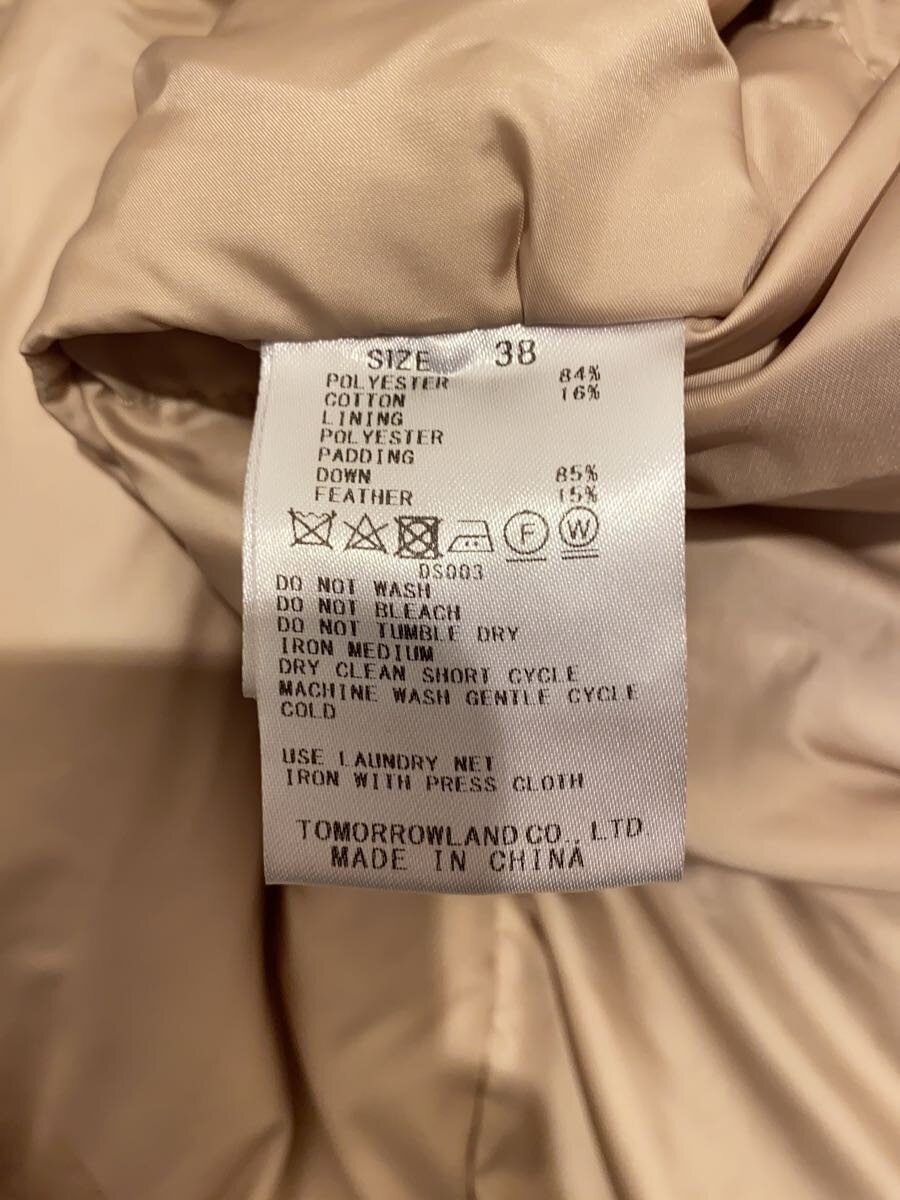 SIZE 38
POLYESTER 84%
COTTON 16%
LINING
POLYESTER
PADDING
DOWN 85%
FEATHER 15%
F W
DS003
DO NOT WASH
DO NOT BLEACH
DO NOT TUMBLE DRY
IRON MEDIUM
DRY CLEAN SHORT CYCLE
MACHINE WASH GENTLE CYCLE
COLD
USE LAUNDRY NET
IRON WITH PRESS CLOTH
TOMORROWLAND CO., LTD.
MADE IN CHINA